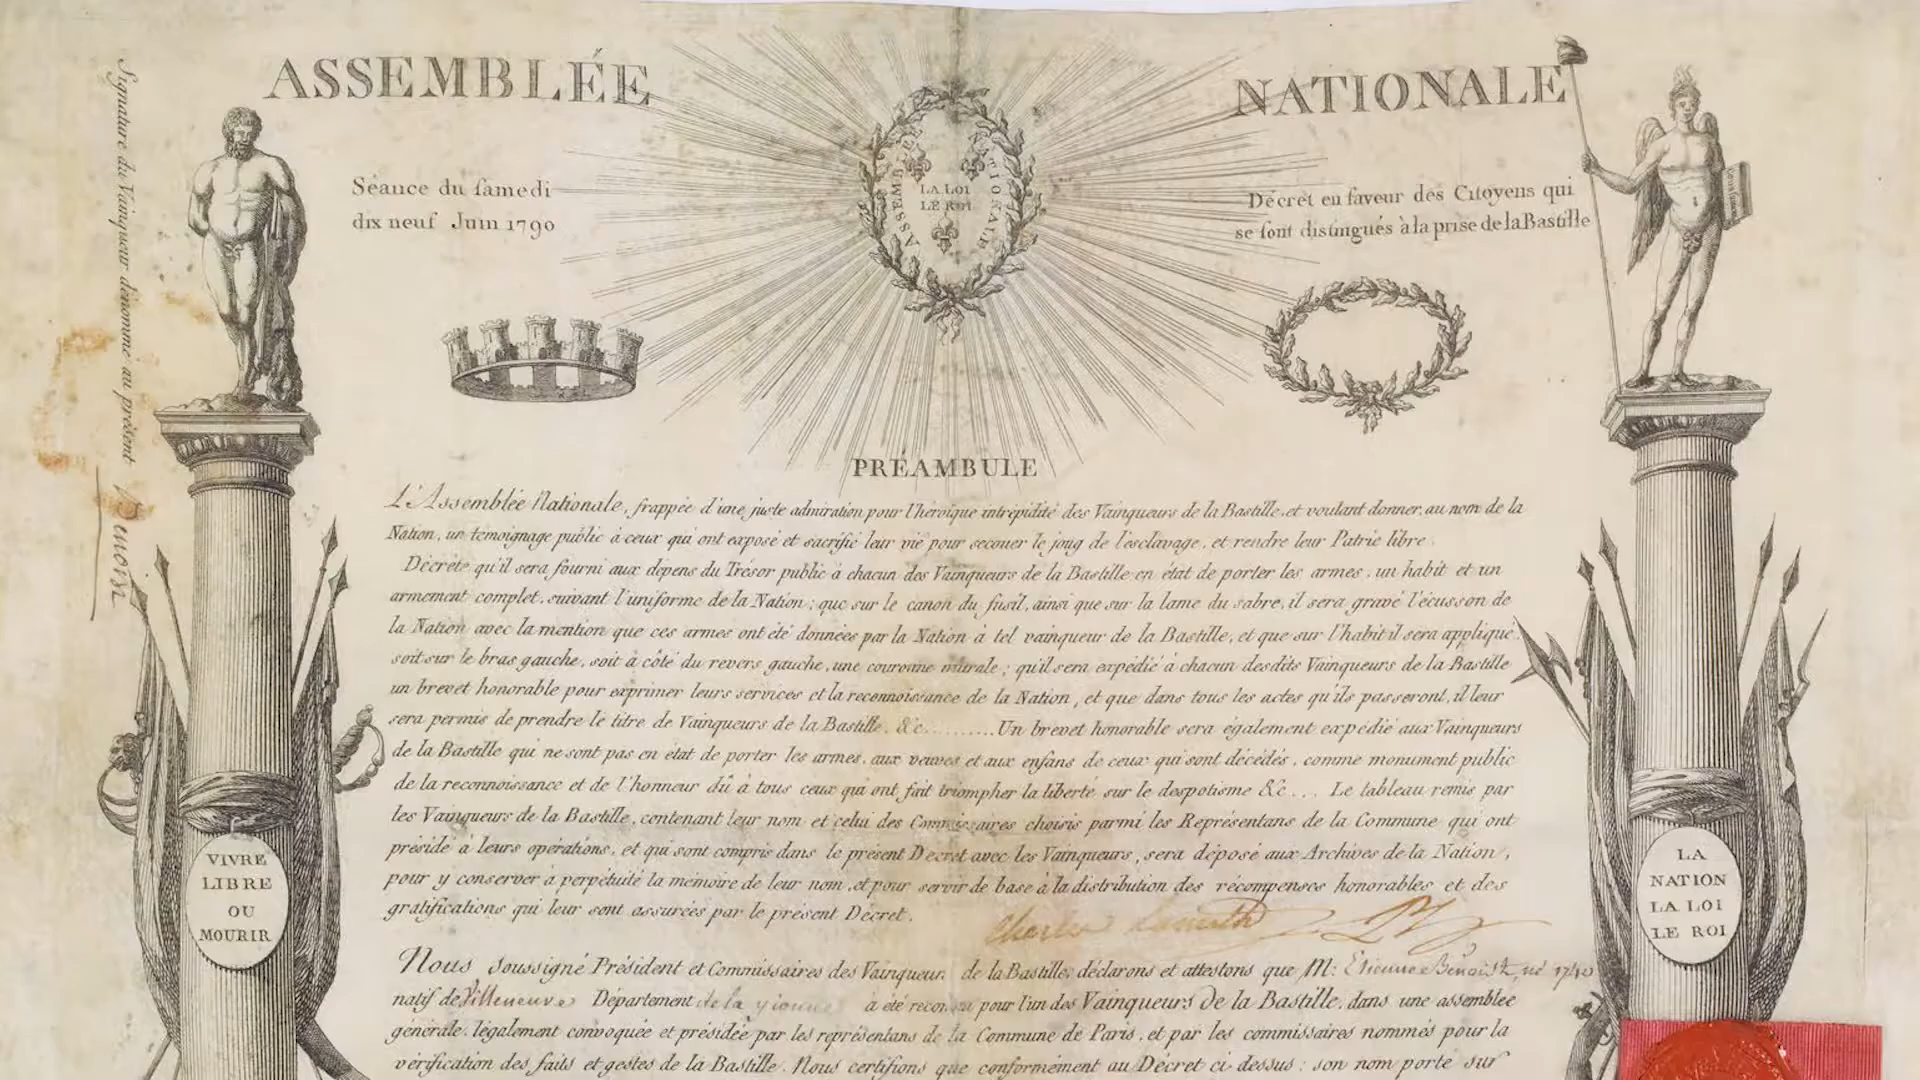 ASSEMBLÉE NATIONALE
Séance du samedi
dix neuf Juin 1790
ASSEMBLÉE NATIONALE
LA LOI
LE ROI
Décret en faveur des Citoyens qui
se sont distingués à la prise de la Bastille
Signature du Vainqueur dénommé au présent
PRÉAMBULE
L'Assemblée Nationale, frappée d'une juste admiration pour l'héroïque intrépidité des Vainqueurs de la Bastille, et voulant donner, au nom de la
Nation, un témoignage public à ceux qui ont exposé et sacrifié leur vie pour secouer le joug de l'esclavage, et rendre leur Patrie libre.
Décrète qu'il sera fourni aux dépens du Trésor public à chacun des Vainqueurs de la Bastille en état de porter les armes, un habit et un
armement complet, suivant l'uniforme de la Nation; que sur le canon du fusil, ainsi que sur la lame du sabre, il sera gravé l'écusson de
la Nation avec la mention que ces armes ont été données par la Nation à tel vainqueur de la Bastille, et que sur l'habit il sera appliqué,
soit sur le bras gauche, soit à côté du revers gauche, une couronne murale; qu'il sera expédié à chacun desdits Vainqueurs de la Bastille
un brevet honorable pour exprimer leurs services et la reconnoissance de la Nation, et que dans tous les actes qu'ils passeront, il leur
sera permis de prendre le titre de Vainqueurs de la Bastille, &c..........Un brevet honorable sera également expédié aux Vainqueurs
de la Bastille qui ne sont pas en état de porter les armes, aux veuves et aux enfans de ceux qui sont décédés, comme monument public
de la reconnoissance et de l'honneur dû à tous ceux qui ont fait triompher la liberté sur le despotisme &c... Le tableau remis par
les Vainqueurs de la Bastille, contenant leur nom et celui des Commissaires choisis parmi les Représentans de la Commune qui ont
présidé à leurs opérations, et qui sont compris dans le présent Decret avec les Vainqueurs, sera déposé aux Archives de la Nation,
pour y conserver à perpétuité la mémoire de leur nom, et pour servir de base à la distribution des récompenses honorables et des
gratifications qui leur sont assurées par le présent Décret.
Charles Lameth
Nous soussigné Président et Commissaires des Vainqueurs de la Bastille, déclarons et attestons que M: Etienne Benoist, né 1740
natif de Villeneuve Département de la yionne à été reconnu pour l'un des Vainqueurs de la Bastille, dans une assemblée
générale, légalement convoquée et présidée par les représentans de la Commune de Paris, et par les commissaires nommés pour la
vérification des faits et gestes de la Bastille. Nous certifions que conformément au Décret ci dessus; son nom porté sur
VIVRE
LIBRE
OU
MOURIR
LA
NATION
LA LOI
LE ROI